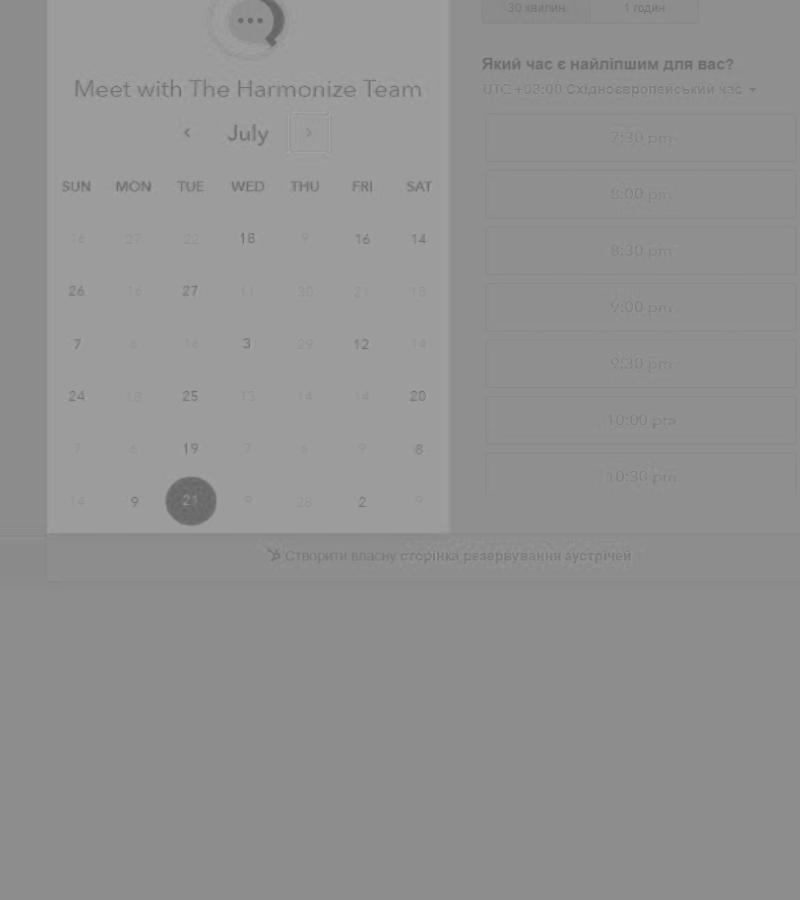 Meet with The Harmonize Team
July
SUN MON TUE WED THU FRI SAT
16 27 22 18 9 16 14
26 16 27 11 30 21 18
7 6 16 3 29 12 14
24 18 25 13 14 14 20
7 6 19 7 6 9 8
14 9 21 9 28 2 9
30 хвилин
1 годин
Який час є найліпшим для вас?
UTC +03:00 Східноєвропейський час
7:30 pm
8:00 pm
8:30 pm
9:00 pm
9:30 pm
10:00 pm
10:30 pm
Створити власну сторінка резервування зустрічей